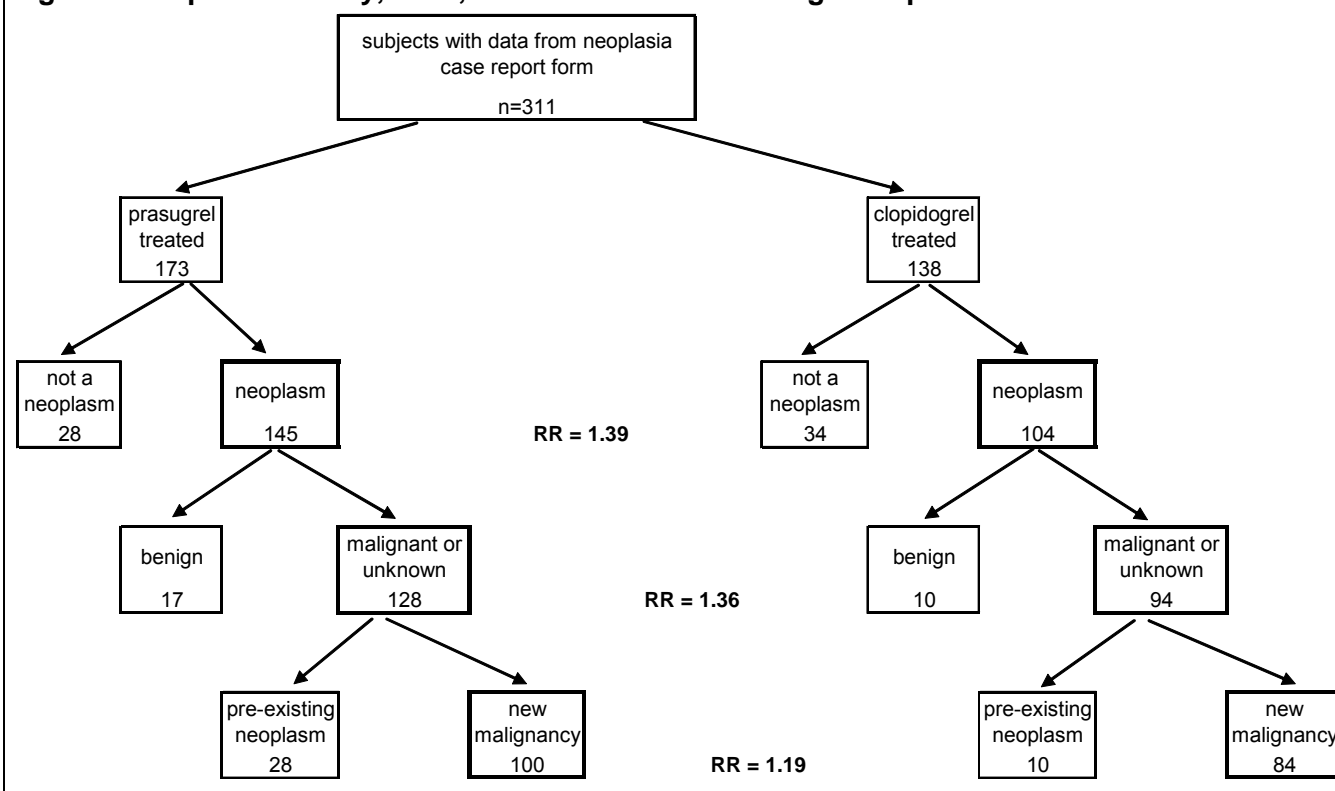 subjects with data from neoplasia
case report form
n=311
prasugrel
treated
173
clopidogrel
treated
138
not a
neoplasm
28
neoplasm
145
RR = 1.39
not a
neoplasm
34
neoplasm
104
benign
17
malignant or
unknown
128
RR = 1.36
benign
10
malignant or
unknown
94
pre-existing
neoplasm
28
new
malignancy
100
RR = 1.19
pre-existing
neoplasm
10
new
malignancy
84